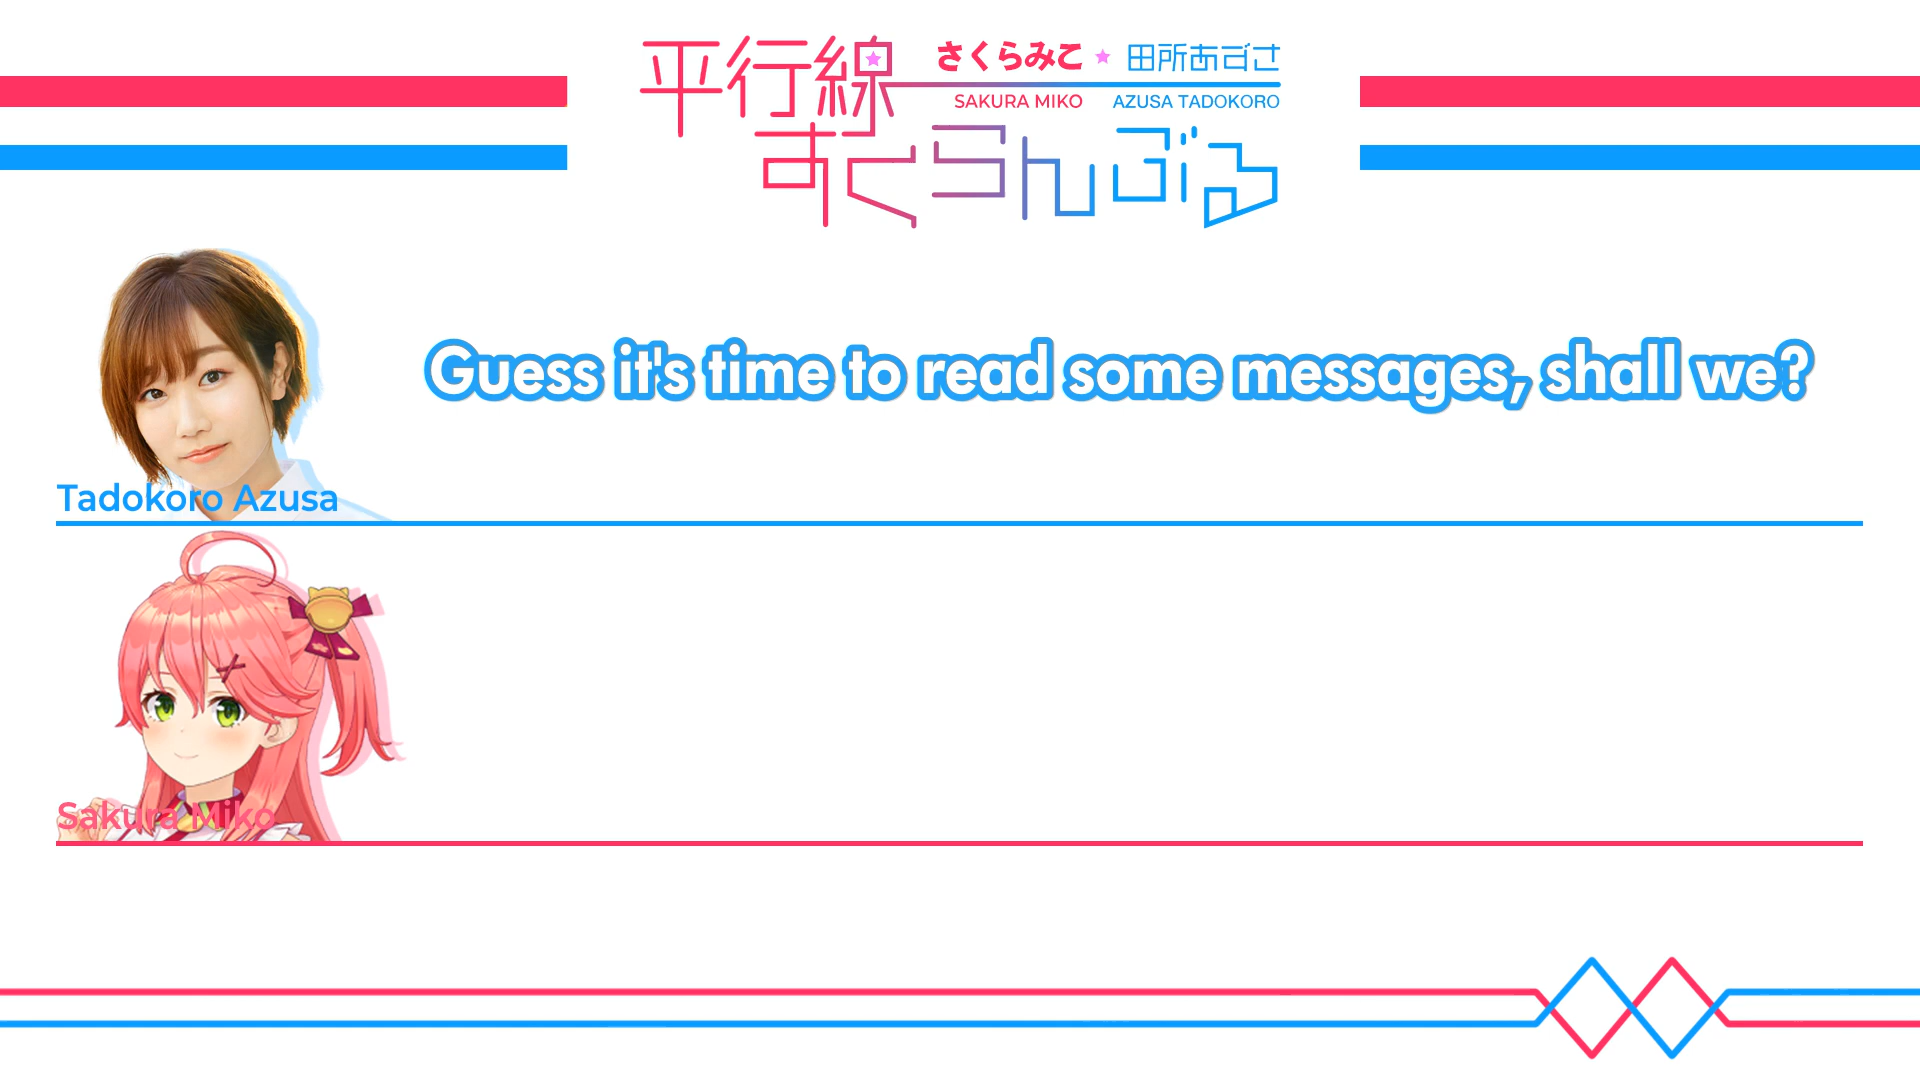 平行線
さくらみこ★田所あずさ
SAKURA MIKO AZUSA TADOKORO
すくらんぶる
Guess it's time to read some messages, shall we?
Tadokoro Azusa
Sakura Miko